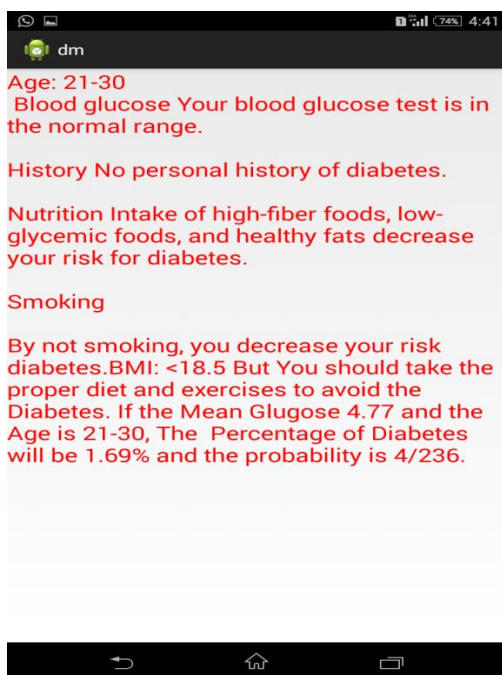 74% 4:41
dm
Age: 21-30
Blood glucose Your blood glucose test is in
the normal range.
History No personal history of diabetes.
Nutrition Intake of high-fiber foods, low-
glycemic foods, and healthy fats decrease
your risk for diabetes.
Smoking
By not smoking, you decrease your risk
diabetes.BMI: <18.5 But You should take the
proper diet and exercises to avoid the
Diabetes. If the Mean Glugose 4.77 and the
Age is 21-30, The  Percentage of Diabetes
will be 1.69% and the probability is 4/236.